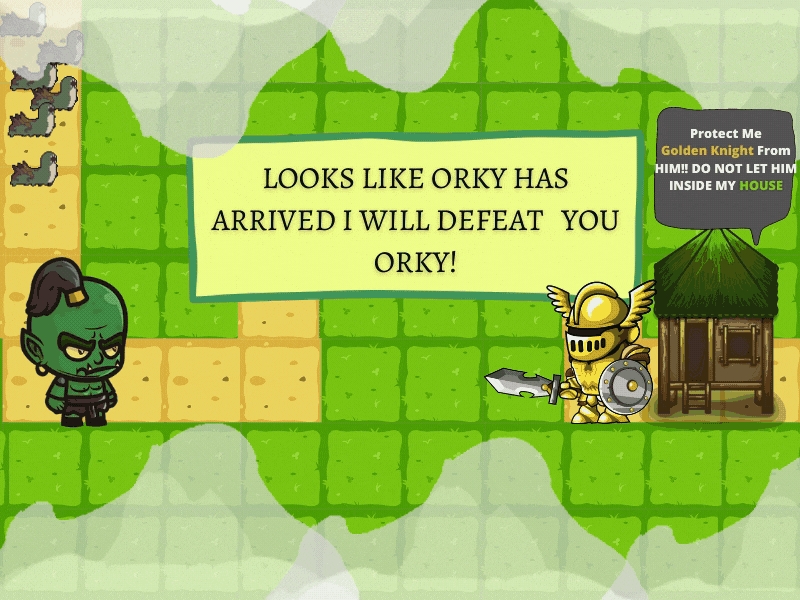 LOOKS LIKE ORKY HAS
ARRIVED I WILL DEFEAT YOU
ORKY!
Protect Me
Golden Knight From
HIM!! DO NOT LET HIM
INSIDE MY HOUSE